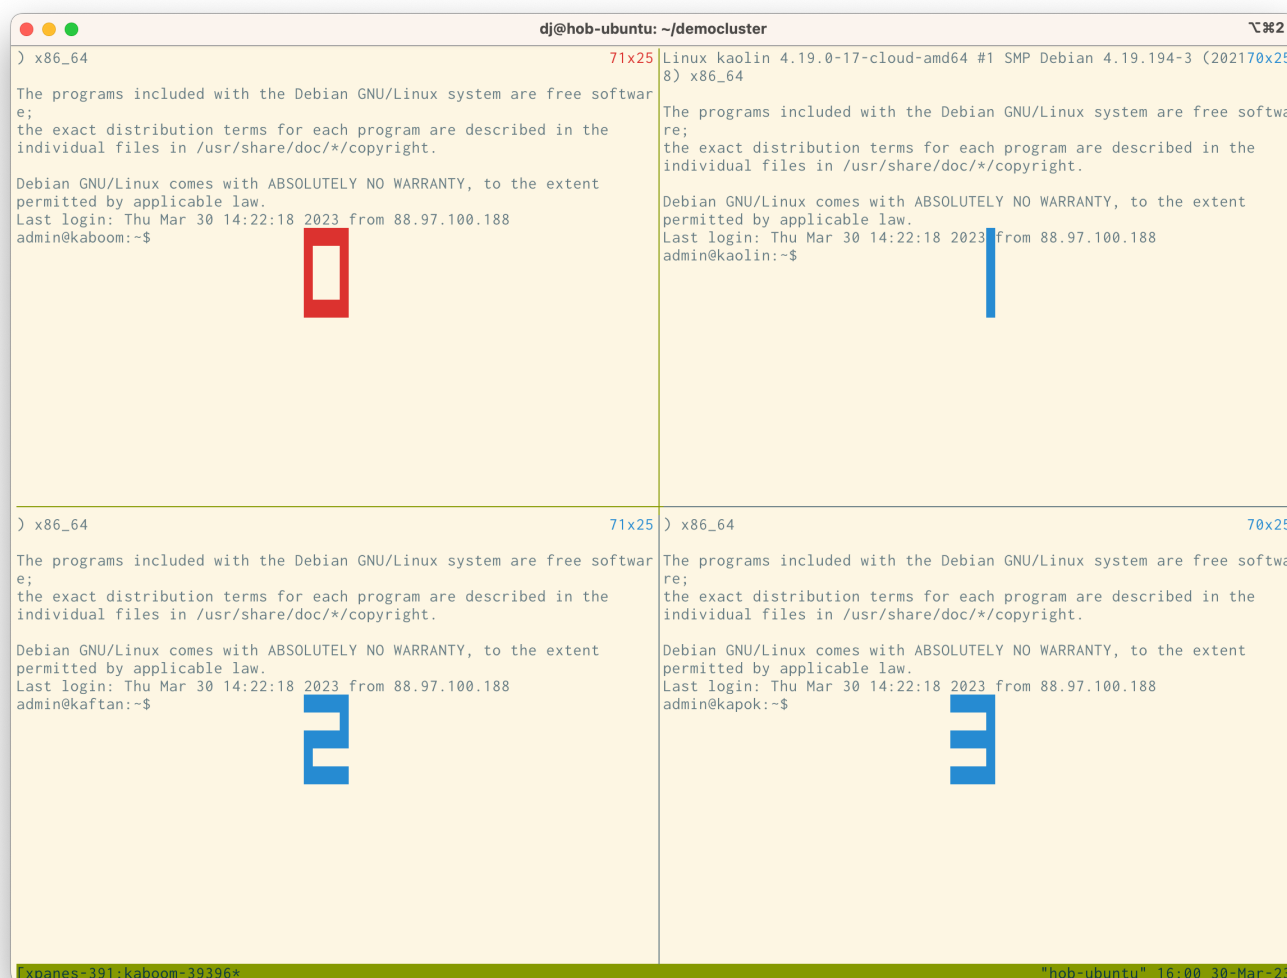 dj@hob-ubuntu: ~/democluster
⌥⌘2
) x86_64 71x25
The programs included with the Debian GNU/Linux system are free softwar
e;
the exact distribution terms for each program are described in the
individual files in /usr/share/doc/*/copyright.
Debian GNU/Linux comes with ABSOLUTELY NO WARRANTY, to the extent
permitted by applicable law.
Last login: Thu Mar 30 14:22:18 2023 from 88.97.100.188
admin@kaboom:~$
0
Linux kaolin 4.19.0-17-cloud-amd64 #1 SMP Debian 4.19.194-3 (202170x25
8) x86_64
The programs included with the Debian GNU/Linux system are free softwa
re;
the exact distribution terms for each program are described in the
individual files in /usr/share/doc/*/copyright.
Debian GNU/Linux comes with ABSOLUTELY NO WARRANTY, to the extent
permitted by applicable law.
Last login: Thu Mar 30 14:22:18 2023 from 88.97.100.188
admin@kaolin:~$
1
) x86_64 71x25
The programs included with the Debian GNU/Linux system are free softwar
e;
the exact distribution terms for each program are described in the
individual files in /usr/share/doc/*/copyright.
Debian GNU/Linux comes with ABSOLUTELY NO WARRANTY, to the extent
permitted by applicable law.
Last login: Thu Mar 30 14:22:18 2023 from 88.97.100.188
admin@kaftan:~$
2
) x86_64 70x25
The programs included with the Debian GNU/Linux system are free softwa
re;
the exact distribution terms for each program are described in the
individual files in /usr/share/doc/*/copyright.
Debian GNU/Linux comes with ABSOLUTELY NO WARRANTY, to the extent
permitted by applicable law.
Last login: Thu Mar 30 14:22:18 2023 from 88.97.100.188
admin@kapok:~$
3
[xpanes-391:kaboom-39396* "hob-ubuntu" 16:00 30-Mar-23